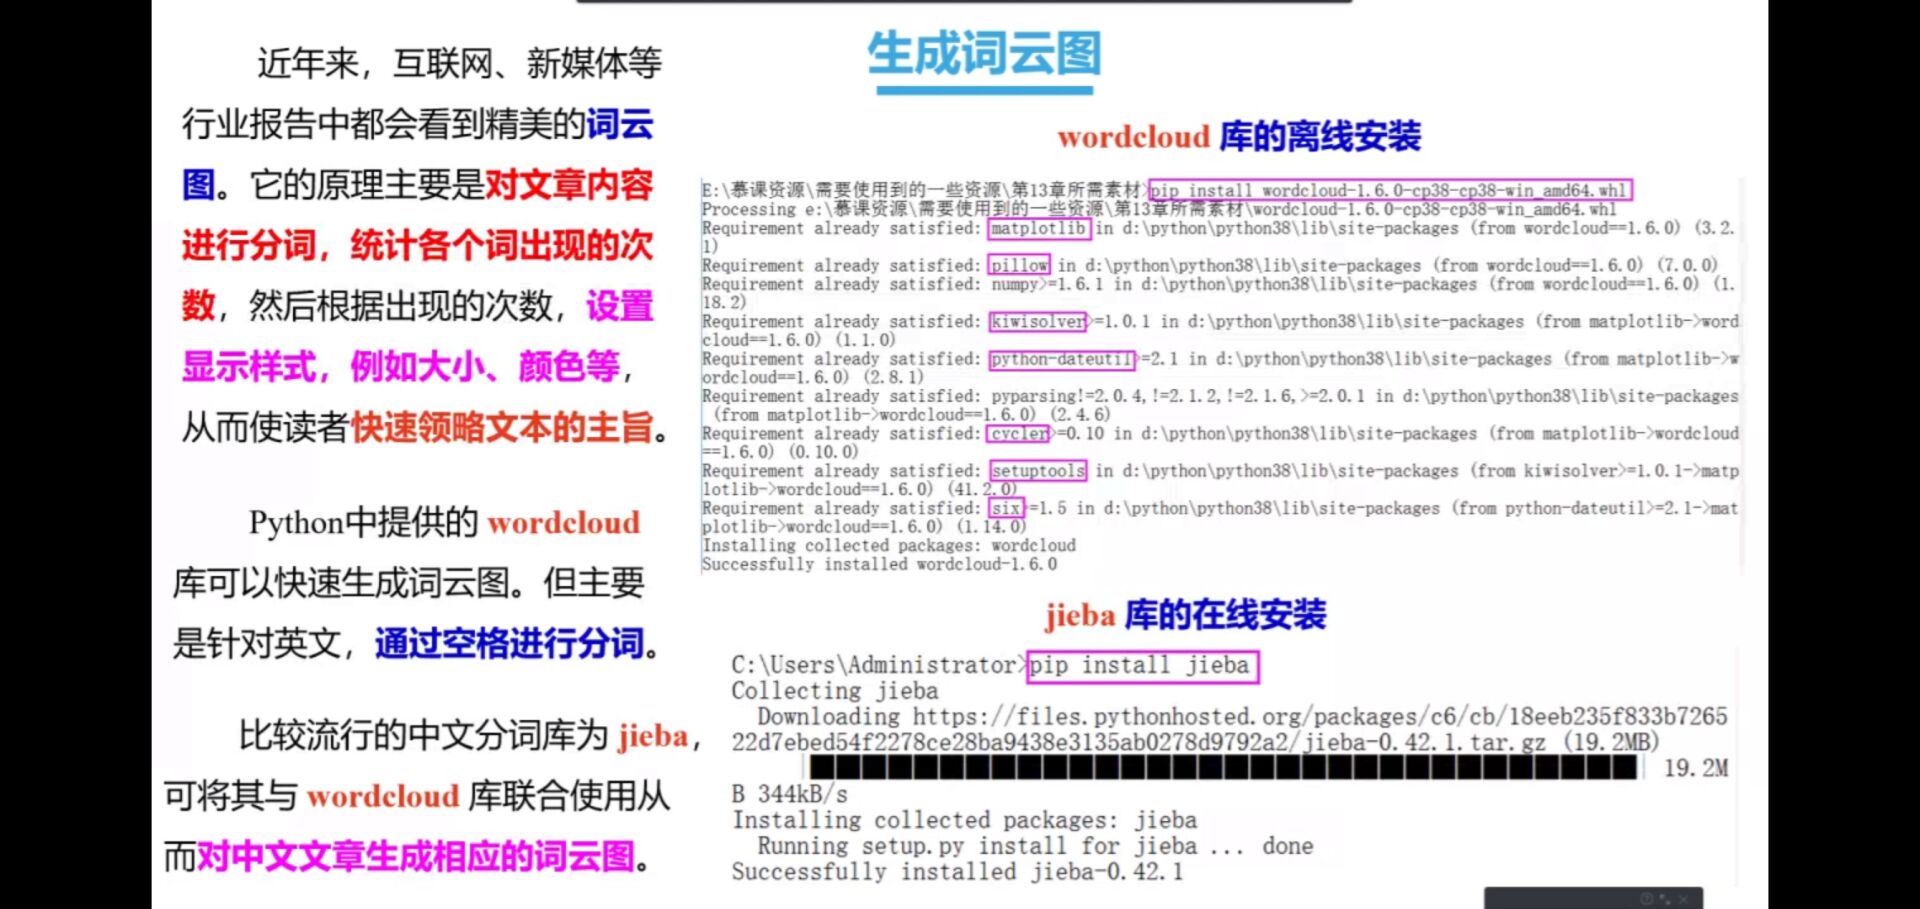 生成词云图
近年来，互联网、新媒体等
行业报告中都会看到精美的词云
图。它的原理主要是对文章内容
进行分词，统计各个词出现的次
数，然后根据出现的次数，设置
显示样式，例如大小、颜色等，
从而使读者快速领略文本的主旨。
Python中提供的 wordcloud
库可以快速生成词云图。但主要
是针对英文，通过空格进行分词。
比较流行的中文分词库为 jieba，
可将其与 wordcloud 库联合使用从
而对中文文章生成相应的词云图。
wordcloud 库的离线安装
E:\慕课资源\需要使用到的一些资源\第13章所需素材>pip install wordcloud-1.6.0-cp38-cp38-win_amd64.whl
Processing e:\慕课资源\需要使用到的一些资源\第13章所需素材\wordcloud-1.6.0-cp38-cp38-win_amd64.whl
Requirement already satisfied: matplotlib in d:\python\python38\lib\site-packages (from wordcloud==1.6.0) (3.2.
1)
Requirement already satisfied: pillow in d:\python\python38\lib\site-packages (from wordcloud==1.6.0) (7.0.0)
Requirement already satisfied: numpy>=1.6.1 in d:\python\python38\lib\site-packages (from wordcloud==1.6.0) (1.
18.2)
Requirement already satisfied: kiwisolver>=1.0.1 in d:\python\python38\lib\site-packages (from matplotlib->word
cloud==1.6.0) (1.1.0)
Requirement already satisfied: python-dateutil>=2.1 in d:\python\python38\lib\site-packages (from matplotlib->w
ordcloud==1.6.0) (2.8.1)
Requirement already satisfied: pyparsing!=2.0.4,!=2.1.2,!=2.1.6,>=2.0.1 in d:\python\python38\lib\site-packages
(from matplotlib->wordcloud==1.6.0) (2.4.6)
Requirement already satisfied: cycler>=0.10 in d:\python\python38\lib\site-packages (from matplotlib->wordcloud
==1.6.0) (0.10.0)
Requirement already satisfied: setuptools in d:\python\python38\lib\site-packages (from kiwisolver>=1.0.1->matp
lotlib->wordcloud==1.6.0) (41.2.0)
Requirement already satisfied: six>=1.5 in d:\python\python38\lib\site-packages (from python-dateutil>=2.1->mat
plotlib->wordcloud==1.6.0) (1.14.0)
Installing collected packages: wordcloud
Successfully installed wordcloud-1.6.0
jieba 库的在线安装
C:\Users\Administrator>pip install jieba
Collecting jieba
Downloading https://files.pythonhosted.org/packages/c6/cb/18eeb235f833b7265
22d7ebed54f2278ce28ba9438e3135ab0278d9792a2/jieba-0.42.1.tar.gz (19.2MB)
19.2M
B 344kB/s
Installing collected packages: jieba
Running setup.py install for jieba ... done
Successfully installed jieba-0.42.1